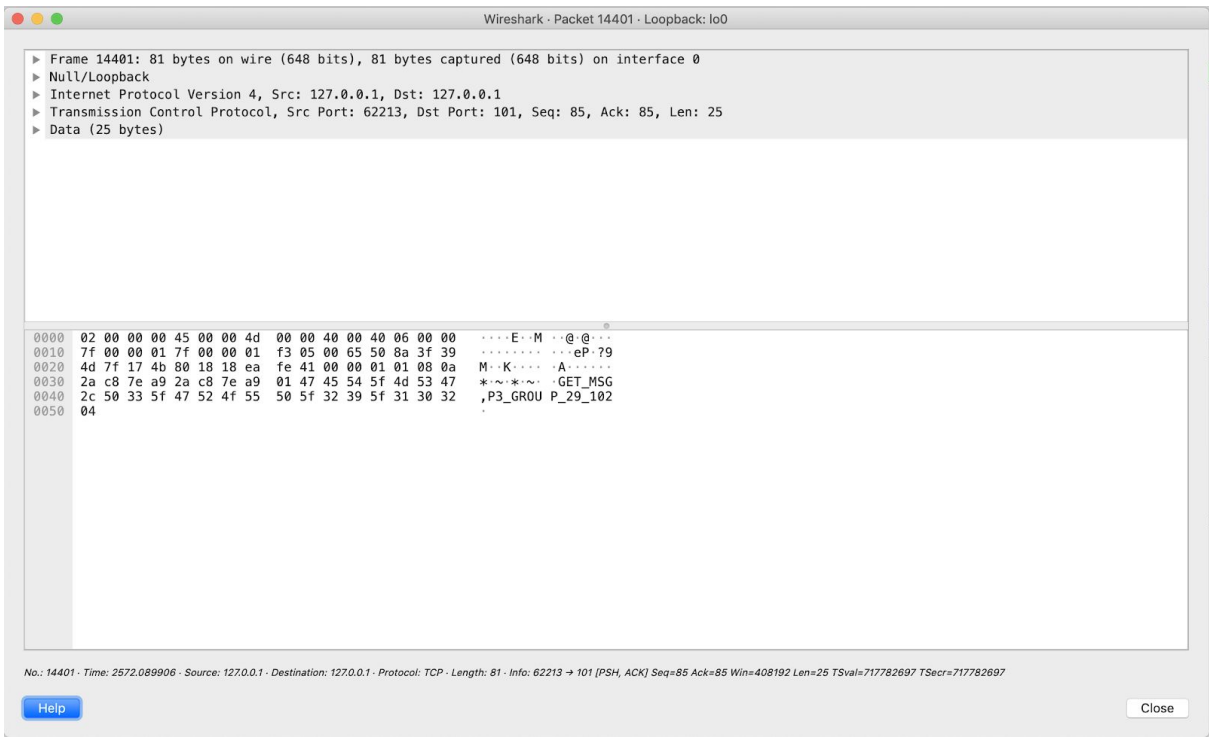 Wireshark · Packet 14401 · Loopback: lo0
Frame 14401: 81 bytes on wire (648 bits), 81 bytes captured (648 bits) on interface 0
Null/Loopback
Internet Protocol Version 4, Src: 127.0.0.1, Dst: 127.0.0.1
Transmission Control Protocol, Src Port: 62213, Dst Port: 101, Seq: 85, Ack: 85, Len: 25
Data (25 bytes)
0000 02 00 00 00 45 00 00 4d 00 00 40 00 40 06 00 00 ····E··M ··@·@···
0010 7f 00 00 01 7f 00 00 01 f3 05 00 65 50 8a 3f 39 ········ ···eP·?9
0020 4d 7f 17 4b 80 18 18 ea fe 41 00 00 01 01 08 0a M··K···· ·A······
0030 2a c8 7e a9 2a c8 7e a9 01 47 45 54 5f 4d 53 47 *·~·*·~· ·GET_MSG
0040 2c 50 33 5f 47 52 4f 55 50 5f 32 39 5f 31 30 32 ,P3_GROU P_29_102
0050 04 ·
No.: 14401 · Time: 2572.089906 · Source: 127.0.0.1 · Destination: 127.0.0.1 · Protocol: TCP · Length: 81 · Info: 62213 → 101 [PSH, ACK] Seq=85 Ack=85 Win=408192 Len=25 TSval=717782697 TSecr=717782697
Help Close